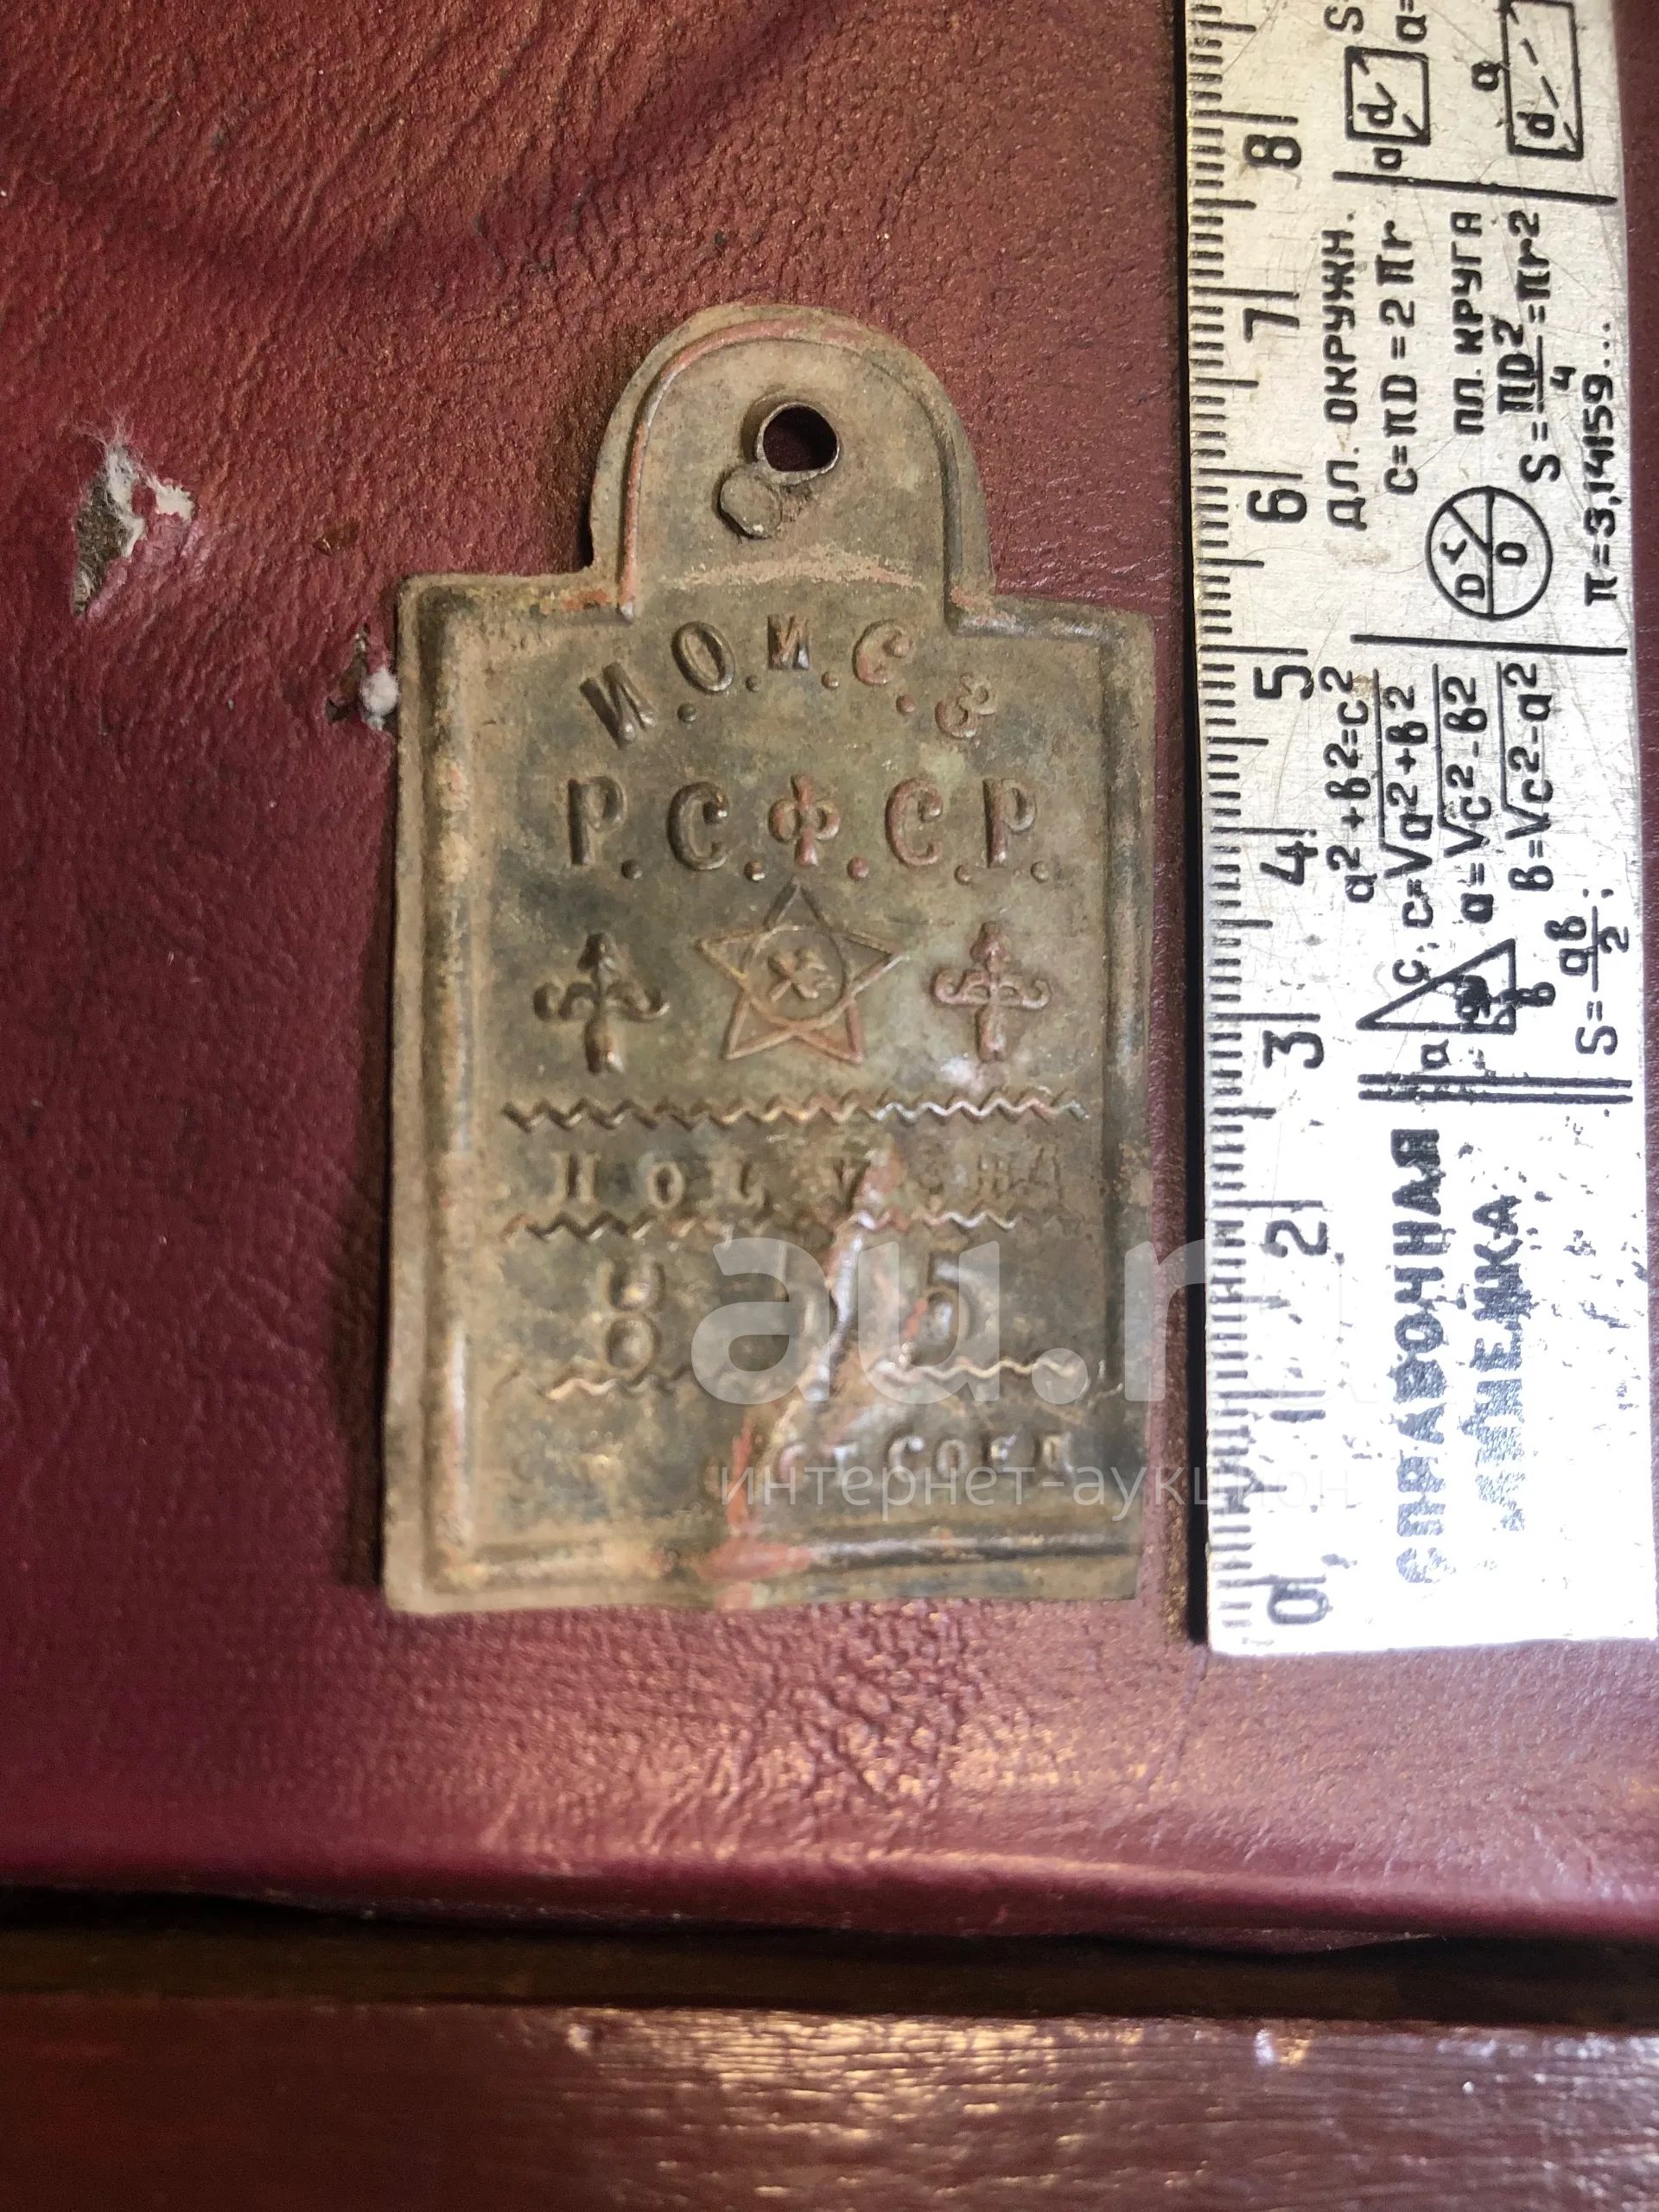 И.О.И.С. З.
Р.С.Ф.С.Р.
СОЕД
au.ru
интернет-аукцион
0 1 2 3 4 5 6 7 8
СПРАВОЧНАЯ
ЛИНЕЙКА
a²+в²=c²
c=√a²+в²
a=√c²-в²
в=√c²-a²
S=aв/2;
ДЛ. ОКРУЖН.
c=πD=2πr
ПЛ. КРУГА
S=πD²/4=πr²
π=3,14159...